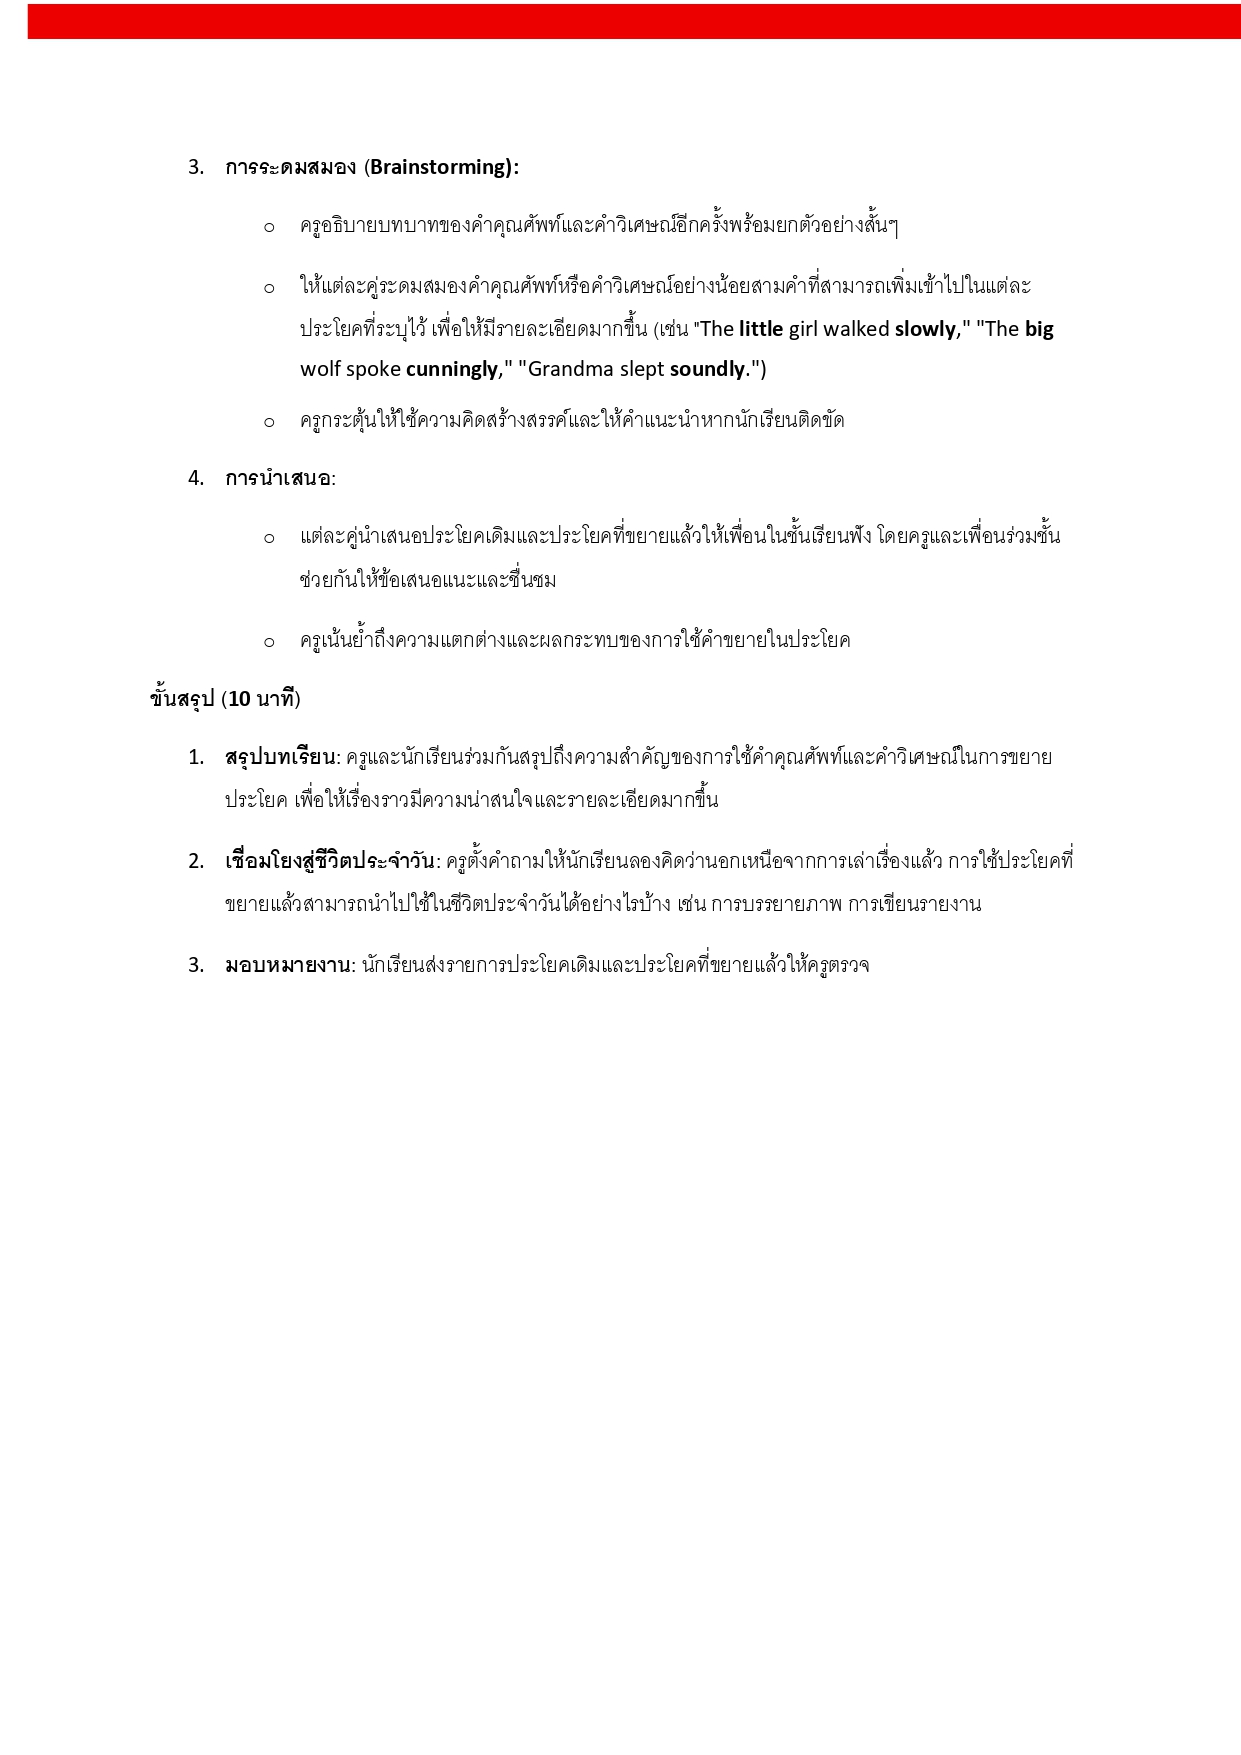 3. การระดมสมอง (Brainstorming):
o ครูอธิบายบทบาทของคำคุณศัพท์และคำวิเศษณ์อีกครั้งพร้อมยกตัวอย่างสั้นๆ
o ให้แต่ละคู่ระดมสมองคำคุณศัพท์หรือคำวิเศษณ์อย่างน้อยสามคำที่สามารถเพิ่มเข้าไปในแต่ละ
ประโยคที่ระบุไว้ เพื่อให้มีรายละเอียดมากขึ้น (เช่น "The little girl walked slowly," "The big
wolf spoke cunningly," "Grandma slept soundly.")
o ครูกระตุ้นให้ใช้ความคิดสร้างสรรค์และให้คำแนะนำหากนักเรียนติดขัด
4. การนำเสนอ:
o แต่ละคู่นำเสนอประโยคเดิมและประโยคที่ขยายแล้วให้เพื่อนในชั้นเรียนฟัง โดยครูและเพื่อนร่วมชั้น
ช่วยกันให้ข้อเสนอแนะและชื่นชม
o ครูเน้นย้ำถึงความแตกต่างและผลกระทบของการใช้คำขยายในประโยค
ขั้นสรุป (10 นาที)
1. สรุปบทเรียน: ครูและนักเรียนร่วมกันสรุปถึงความสำคัญของการใช้คำคุณศัพท์และคำวิเศษณ์ในการขยาย
ประโยค เพื่อให้เรื่องราวมีความน่าสนใจและรายละเอียดมากขึ้น
2. เชื่อมโยงสู่ชีวิตประจำวัน: ครูตั้งคำถามให้นักเรียนลองคิดว่านอกเหนือจากการเล่าเรื่องแล้ว การใช้ประโยคที่
ขยายแล้วสามารถนำไปใช้ในชีวิตประจำวันได้อย่างไรบ้าง เช่น การบรรยายภาพ การเขียนรายงาน
3. มอบหมายงาน: นักเรียนส่งรายการประโยคเดิมและประโยคที่ขยายแล้วให้ครูตรวจ